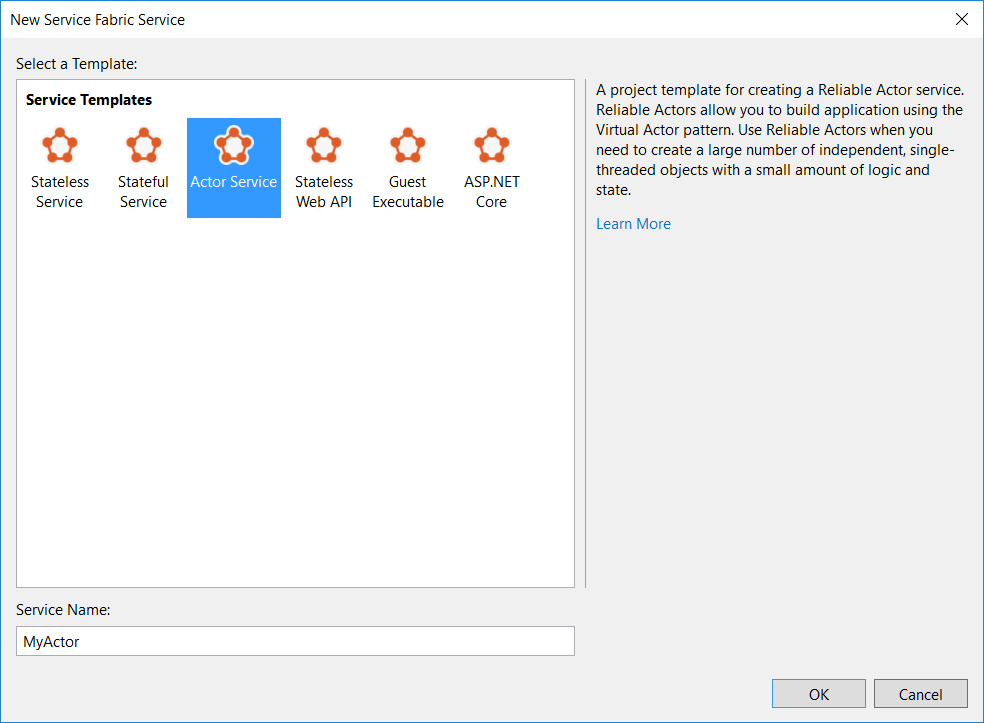 New Service Fabric Service
Select a Template:
Service Templates
Stateless
Service
Stateful
Service
Actor Service
Stateless
Web API
Guest
Executable
ASP.NET
Core
A project template for creating a Reliable Actor service.
Reliable Actors allow you to build application using the
Virtual Actor pattern. Use Reliable Actors when you
need to create a large number of independent, single-
threaded objects with a small amount of logic and
state.
Learn More
Service Name:
MyActor
OK
Cancel